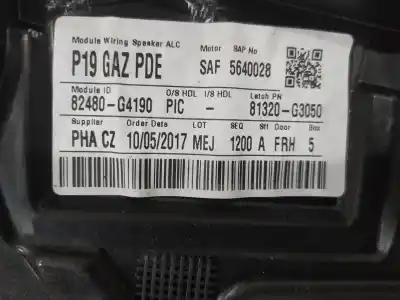 Module Wiring Speaker ALC Motor SAP No
P19 GAZ PDE SAF 5640028
Module ID O/S HDL I/S HDL Latch PN
82480-G4190 PIC - 81320-G3050
Supplier Order Date LOT SEQ Sft Door Box
PHA CZ 10/05/2017 MEJ 1200 A FRH 5